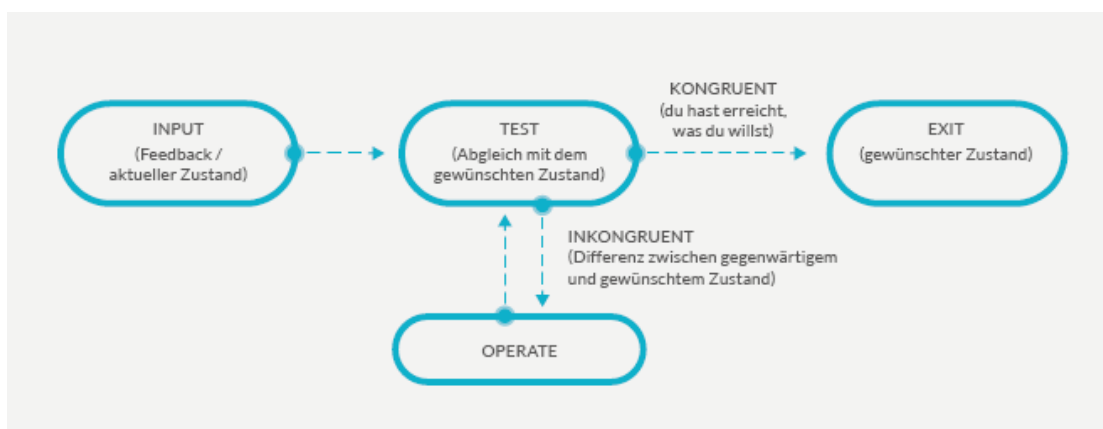 INPUT
(Feedback /
aktueller Zustand)
TEST
(Abgleich mit dem
gewünschten Zustand)
KONGRUENT
(du hast erreicht,
was du willst)
EXIT
(gewünschter Zustand)
INKONGRUENT
(Differenz zwischen gegenwärtigem
und gewünschtem Zustand)
OPERATE